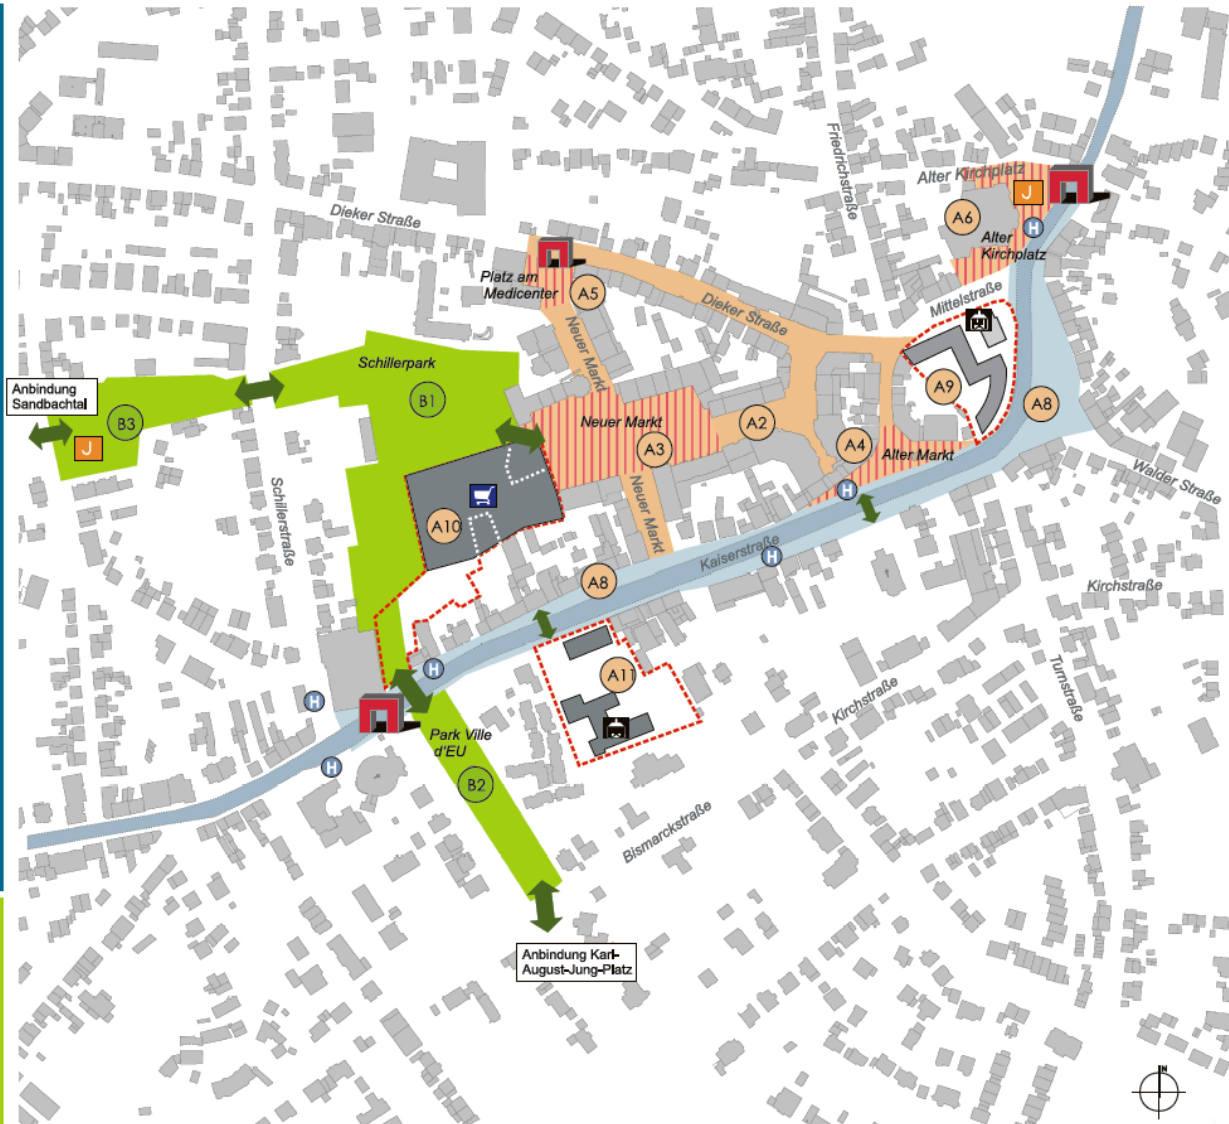 Friedrichstraße
Alter Kirchplatz
J
A6
H
Alter
Kirchplatz
Dieker Straße
Platz am
Medicenter
A5
Mittelstraße
Dieker Straße
Neuer Markt
Schillerpark
Anbindung
Sandbachtal
B3
B1
J
A9
A8
Neuer Markt
A2
A3
A4
Alter Markt
H
Walder Straße
Schillerstraße
A10
Neuer Markt
Kaiserstraße
H
A8
Kirchstraße
H
A11
H
Kirchstraße
Turnstraße
Park Ville
d'EU
H
B2
Bismarckstraße
Anbindung Karl-
August-Jung-Platz
N